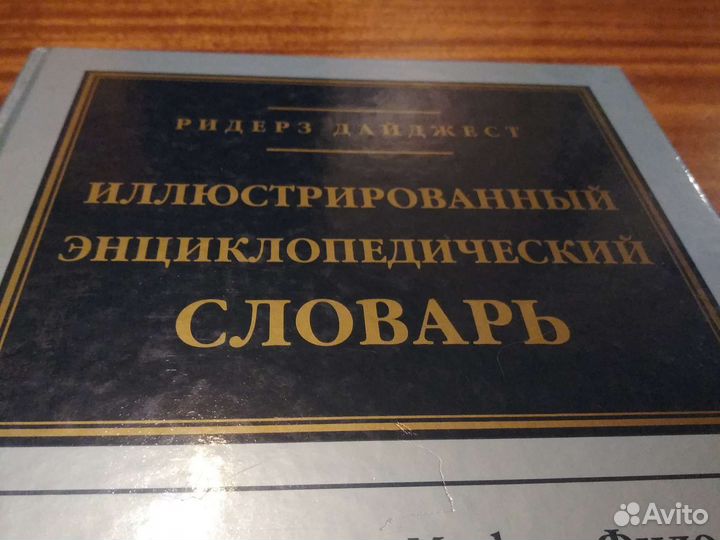 РИДЕРЗ ДАЙДЖЕСТ
ИЛЛЮСТРИРОВАННЫЙ
ЭНЦИКЛОПЕДИЧЕСКИЙ
СЛОВАРЬ
Avito